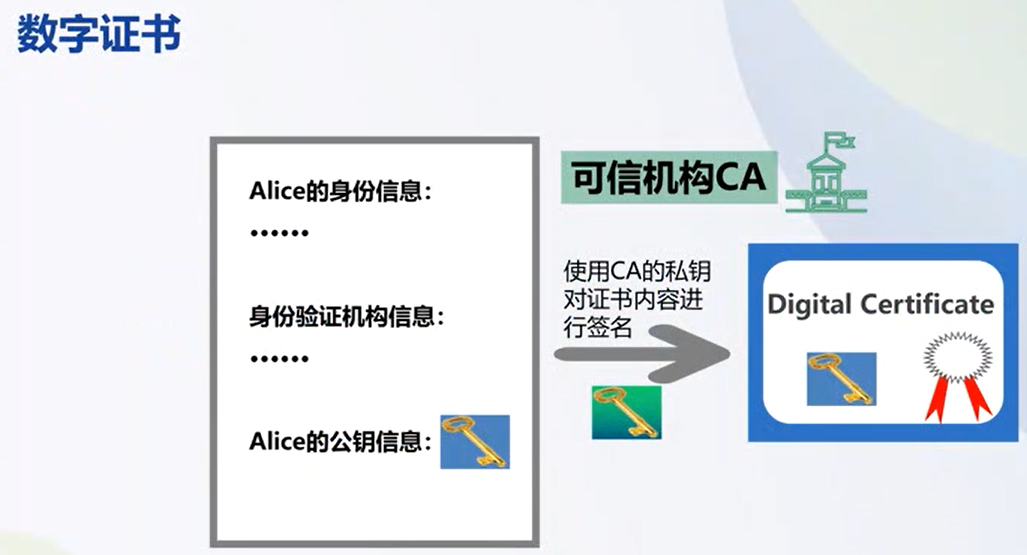 数字证书
Alice的身份信息：
••••••
身份验证机构信息：
••••••
Alice的公钥信息：
可信机构CA
使用CA的私钥
对证书内容进
行签名
Digital Certificate